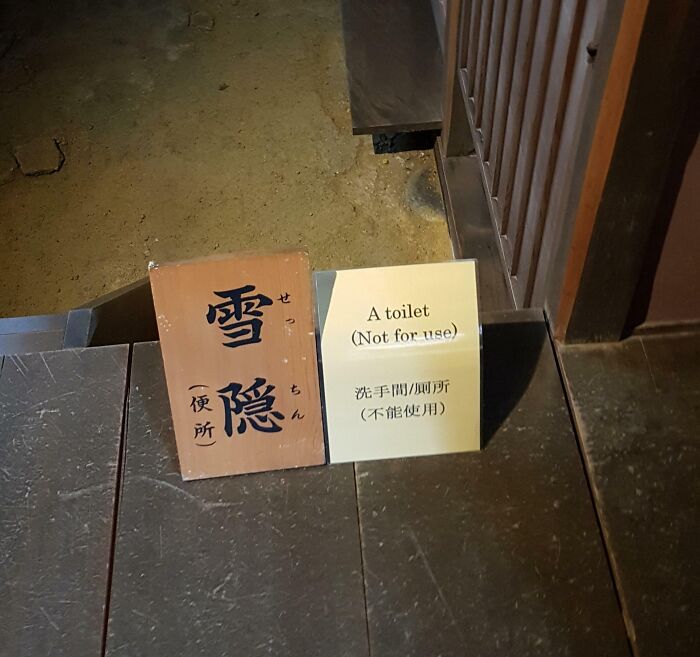 雪隠
せっちん
(便所)
A toilet
(Not for use)
洗手間/厠所
(不能使用)